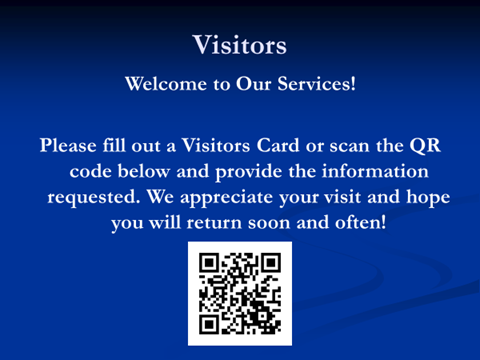 Visitors
Welcome to Our Services!
Please fill out a Visitors Card or scan the QR
code below and provide the information
requested. We appreciate your visit and hope
you will return soon and often!